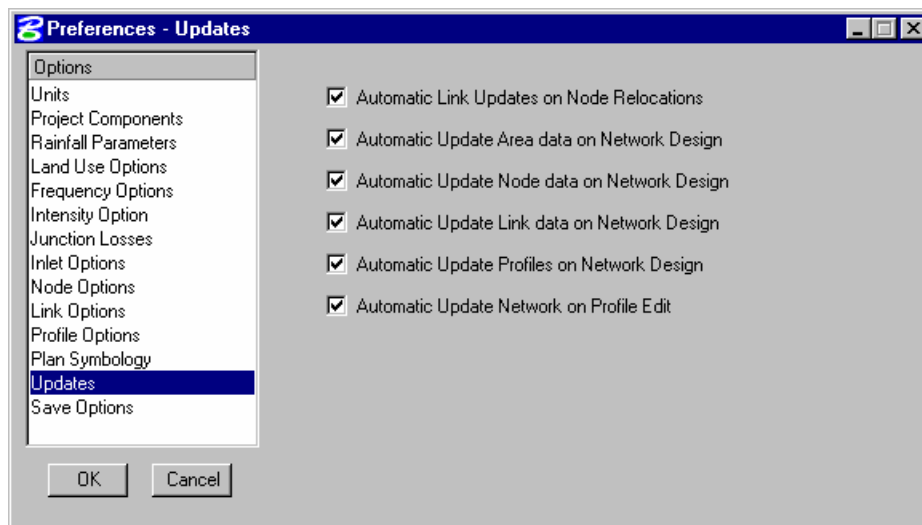 Preferences - Updates
Options
Units
Project Components
Rainfall Parameters
Land Use Options
Frequency Options
Intensity Option
Junction Losses
Inlet Options
Node Options
Link Options
Profile Options
Plan Symbology
Updates
Save Options
Automatic Link Updates on Node Relocations
Automatic Update Area data on Network Design
Automatic Update Node data on Network Design
Automatic Update Link data on Network Design
Automatic Update Profiles on Network Design
Automatic Update Network on Profile Edit
OK
Cancel